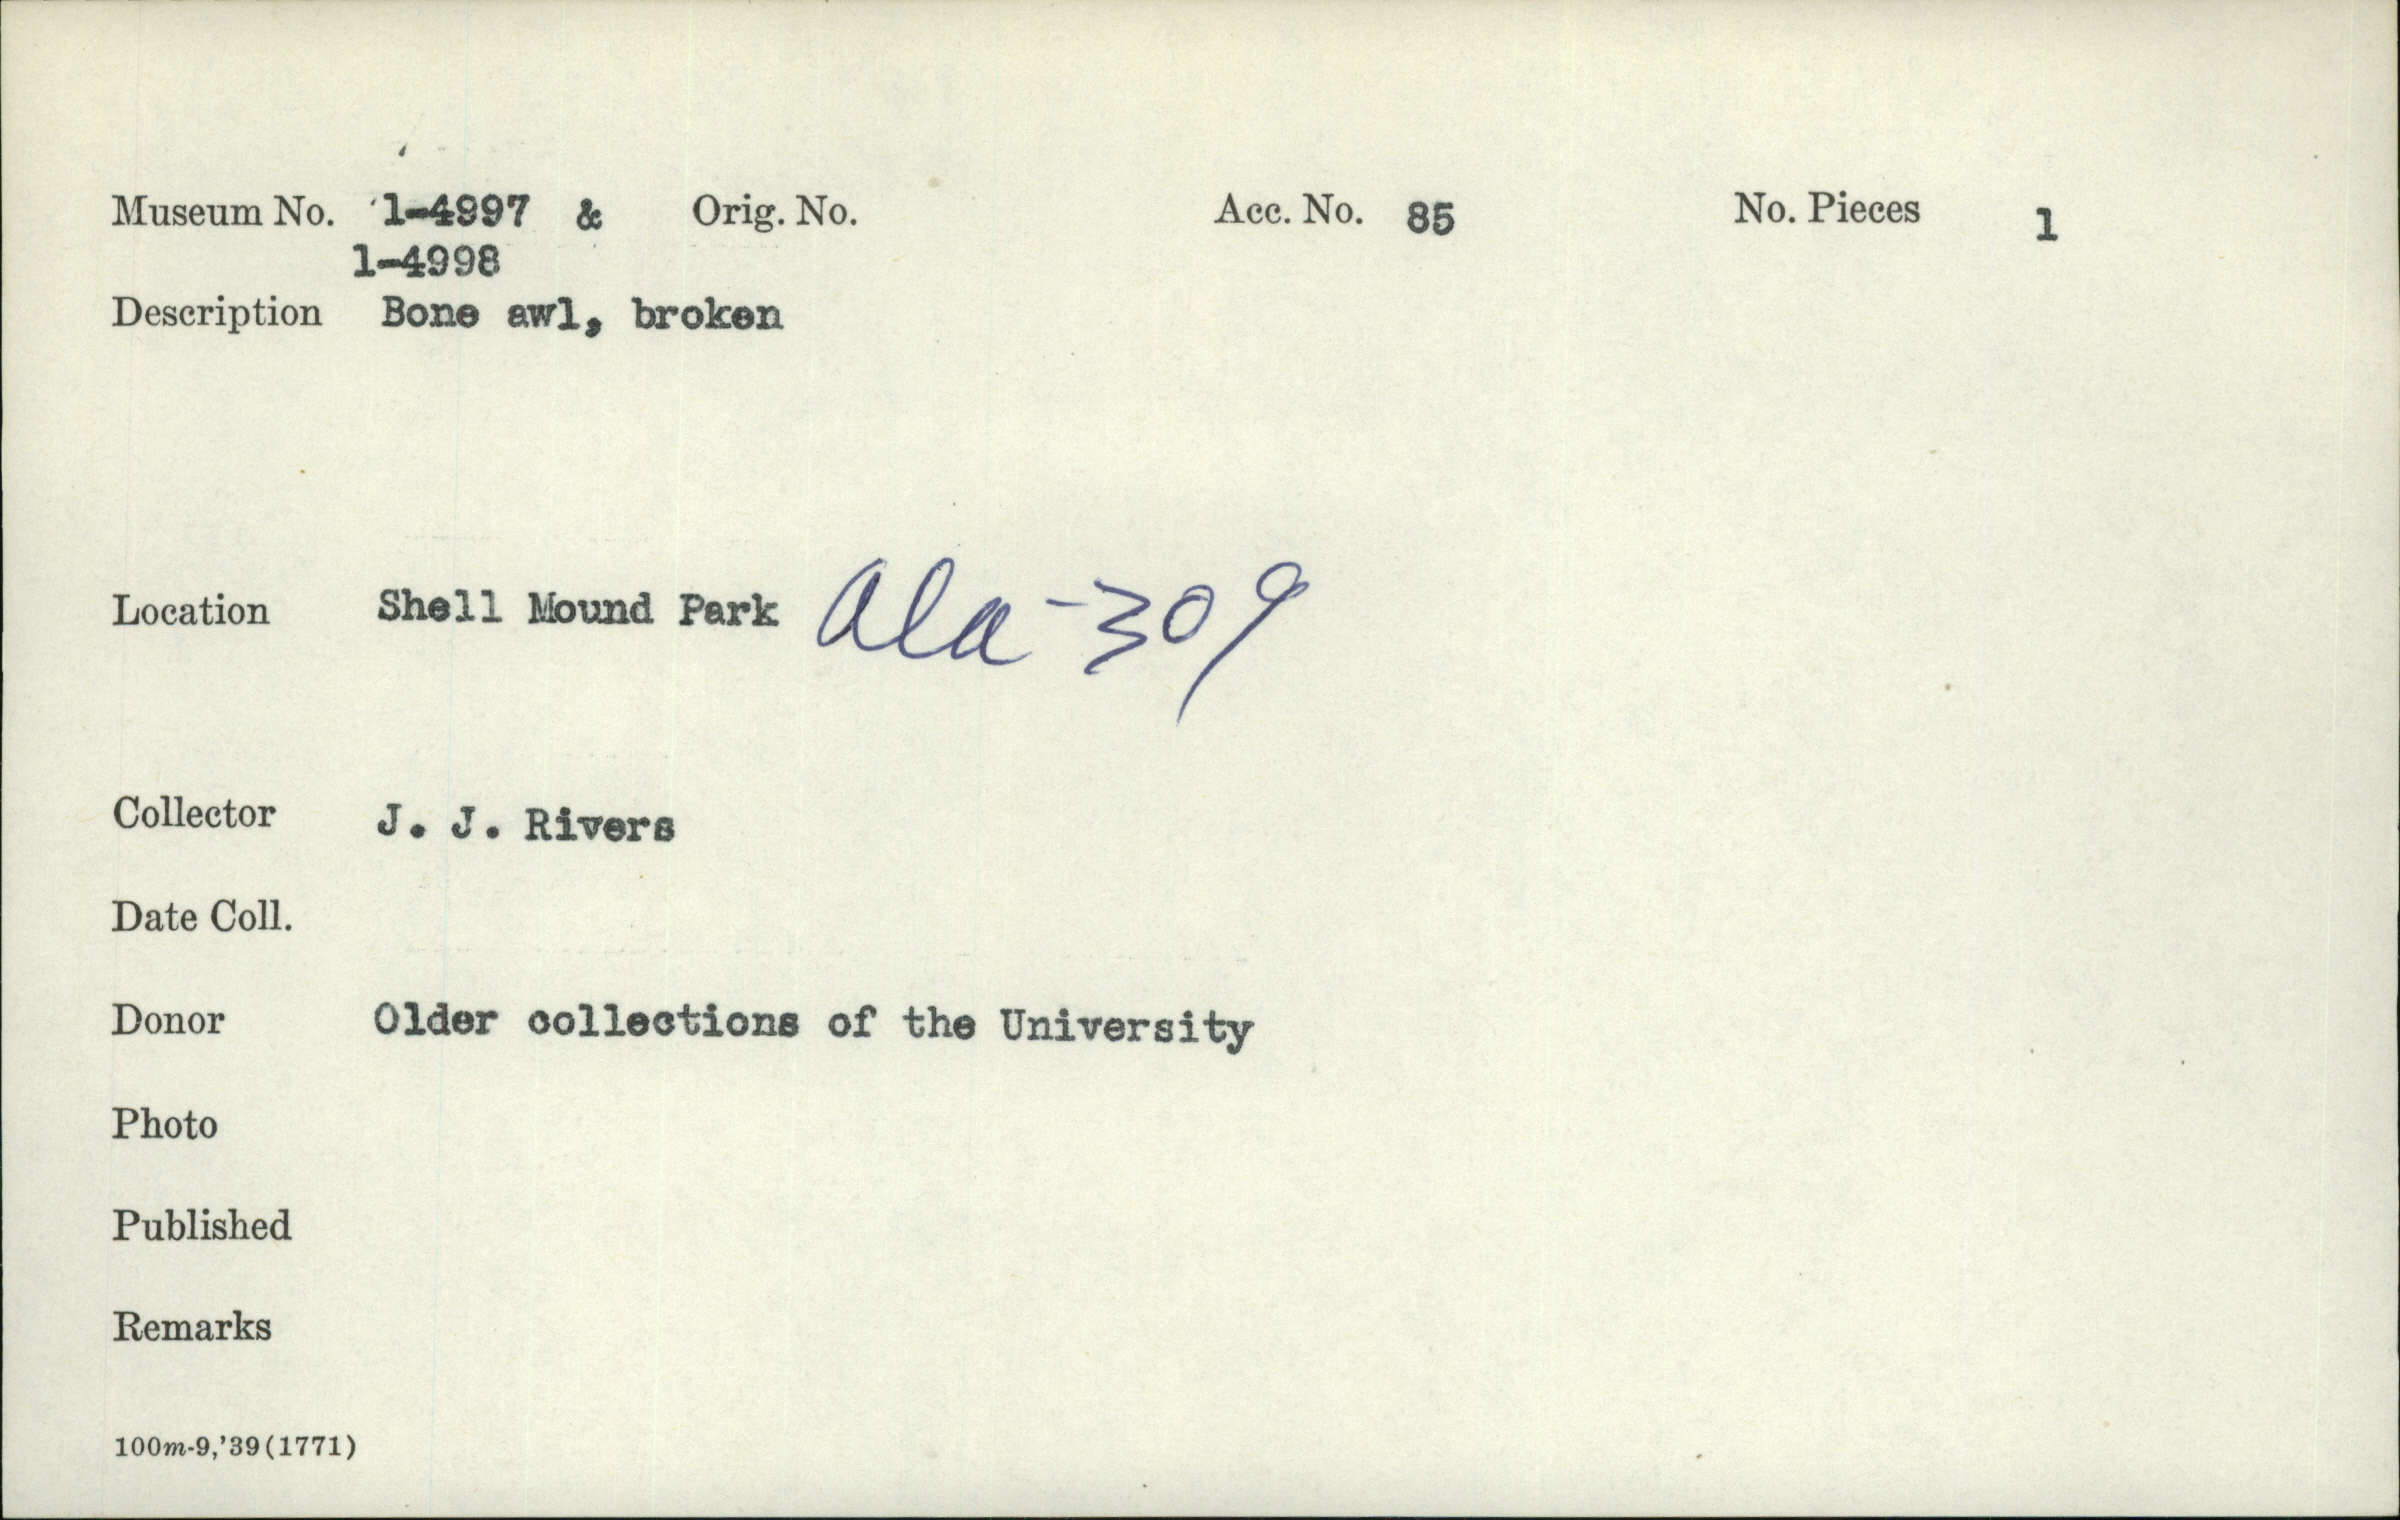 Museum No. 1-4997 & Orig. No. Acc. No. 85 No. Pieces 1
1-4998
Description Bone awl, broken
Location Shell Mound Park Ala-309
Collector J. J. Rivers
Date Coll.
Donor Older collections of the University
Photo
Published
Remarks
100m-9,'39(1771)